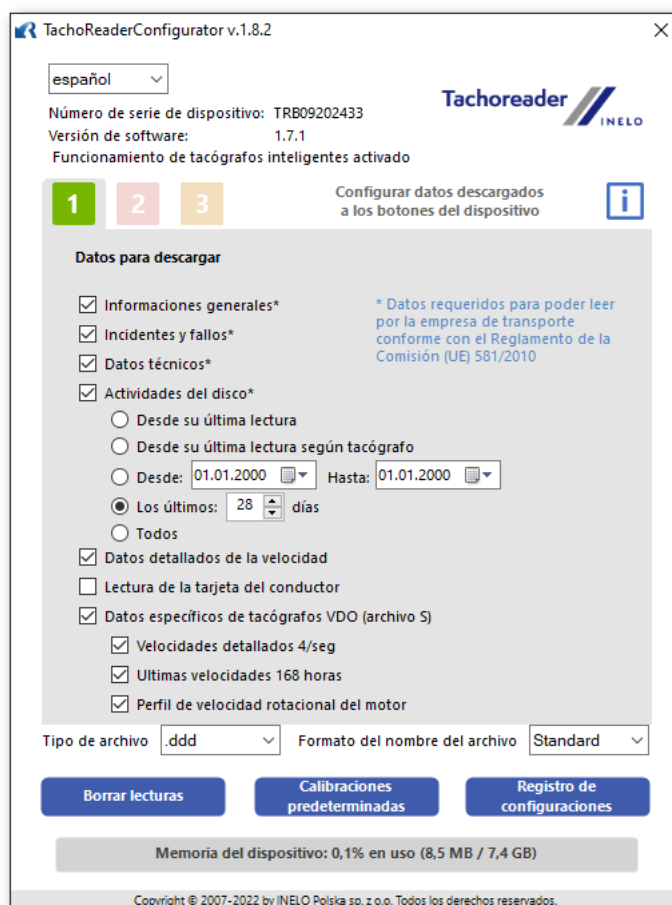 TachoReaderConfigurator v.1.8.2
español
Tachoreader
INELO
Número de serie de dispositivo: TRB09202433
Versión de software: 1.7.1
Funcionamiento de tacógrafos inteligentes activado
1 2 3
Configurar datos descargados
a los botones del dispositivo
i
Datos para descargar
Informaciones generales*
Incidentes y fallos*
Datos técnicos*
* Datos requeridos para poder leer
por la empresa de transporte
conforme con el Reglamento de la
Comisión (UE) 581/2010
Actividades del disco*
Desde su última lectura
Desde su última lectura según tacógrafo
Desde: 01.01.2000 Hasta: 01.01.2000
Los últimos: 28 días
Todos
Datos detallados de la velocidad
Lectura de la tarjeta del conductor
Datos específicos de tacógrafos VDO (archivo S)
Velocidades detallados 4/seg
Ultimas velocidades 168 horas
Perfil de velocidad rotacional del motor
Tipo de archivo .ddd Formato del nombre del archivo Standard
Borrar lecturas
Calibraciones
predeterminadas
Registro de
configuraciones
Memoria del dispositivo: 0,1% en uso (8,5 MB / 7,4 GB)
Copyright © 2007-2022 by INELO Polska sp. z o.o. Todos los derechos reservados.